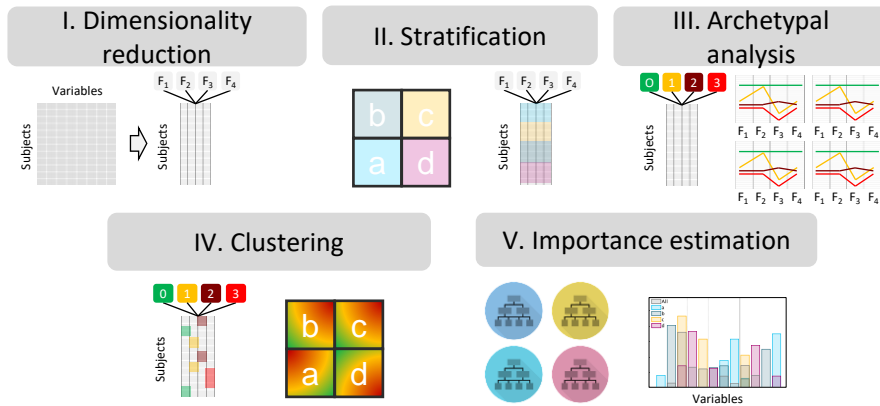 I. Dimensionality
reduction
II. Stratification
III. Archetypal
analysis
Variables
Subjects
F1 F2 F3 F4
Subjects
b c
a d
F1 F2 F3 F4
Subjects
0 1 2 3
Subjects
F1 F2 F3 F4
F1 F2 F3 F4
F1 F2 F3 F4
F1 F2 F3 F4
IV. Clustering
V. Importance estimation
0 1 2 3
Subjects
b c
a d
All
a
b
c
d
Variables